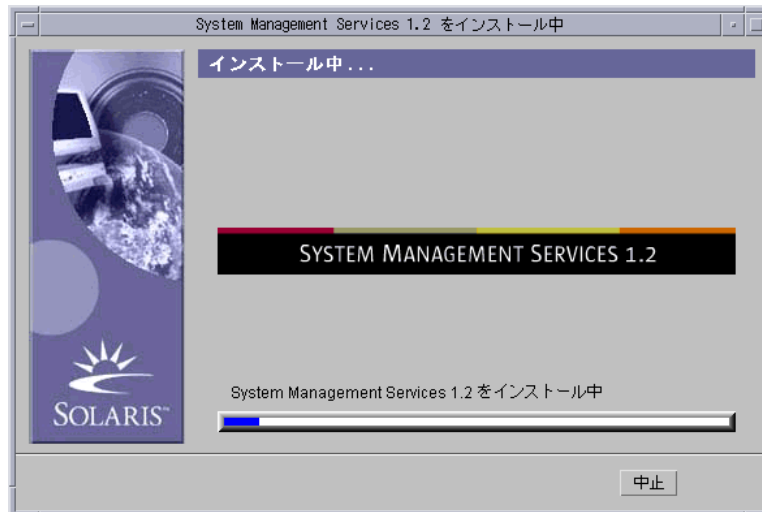 System Management Services 1.2 をインストール中
インストール中...
SYSTEM MANAGEMENT SERVICES 1.2
System Management Services 1.2 をインストール中
SOLARIS™
中止